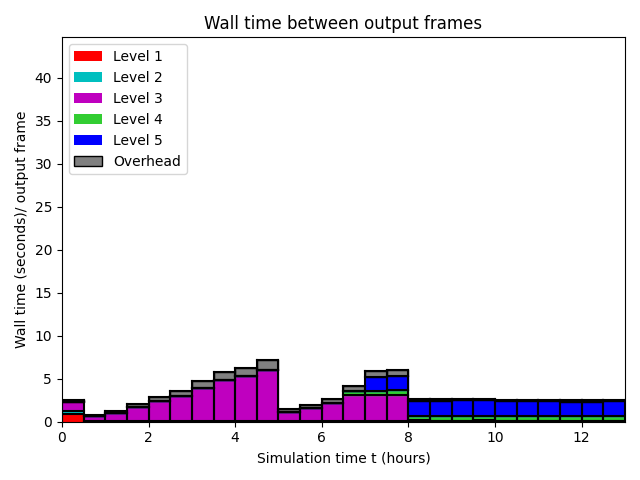 Wall time between output frames
Level 1
Level 2
Level 3
Level 4
Level 5
Overhead
Wall time (seconds)/ output frame
40
35
30
25
20
15
10
5
0
0 2 4 6 8 10 12
Simulation time t (hours)